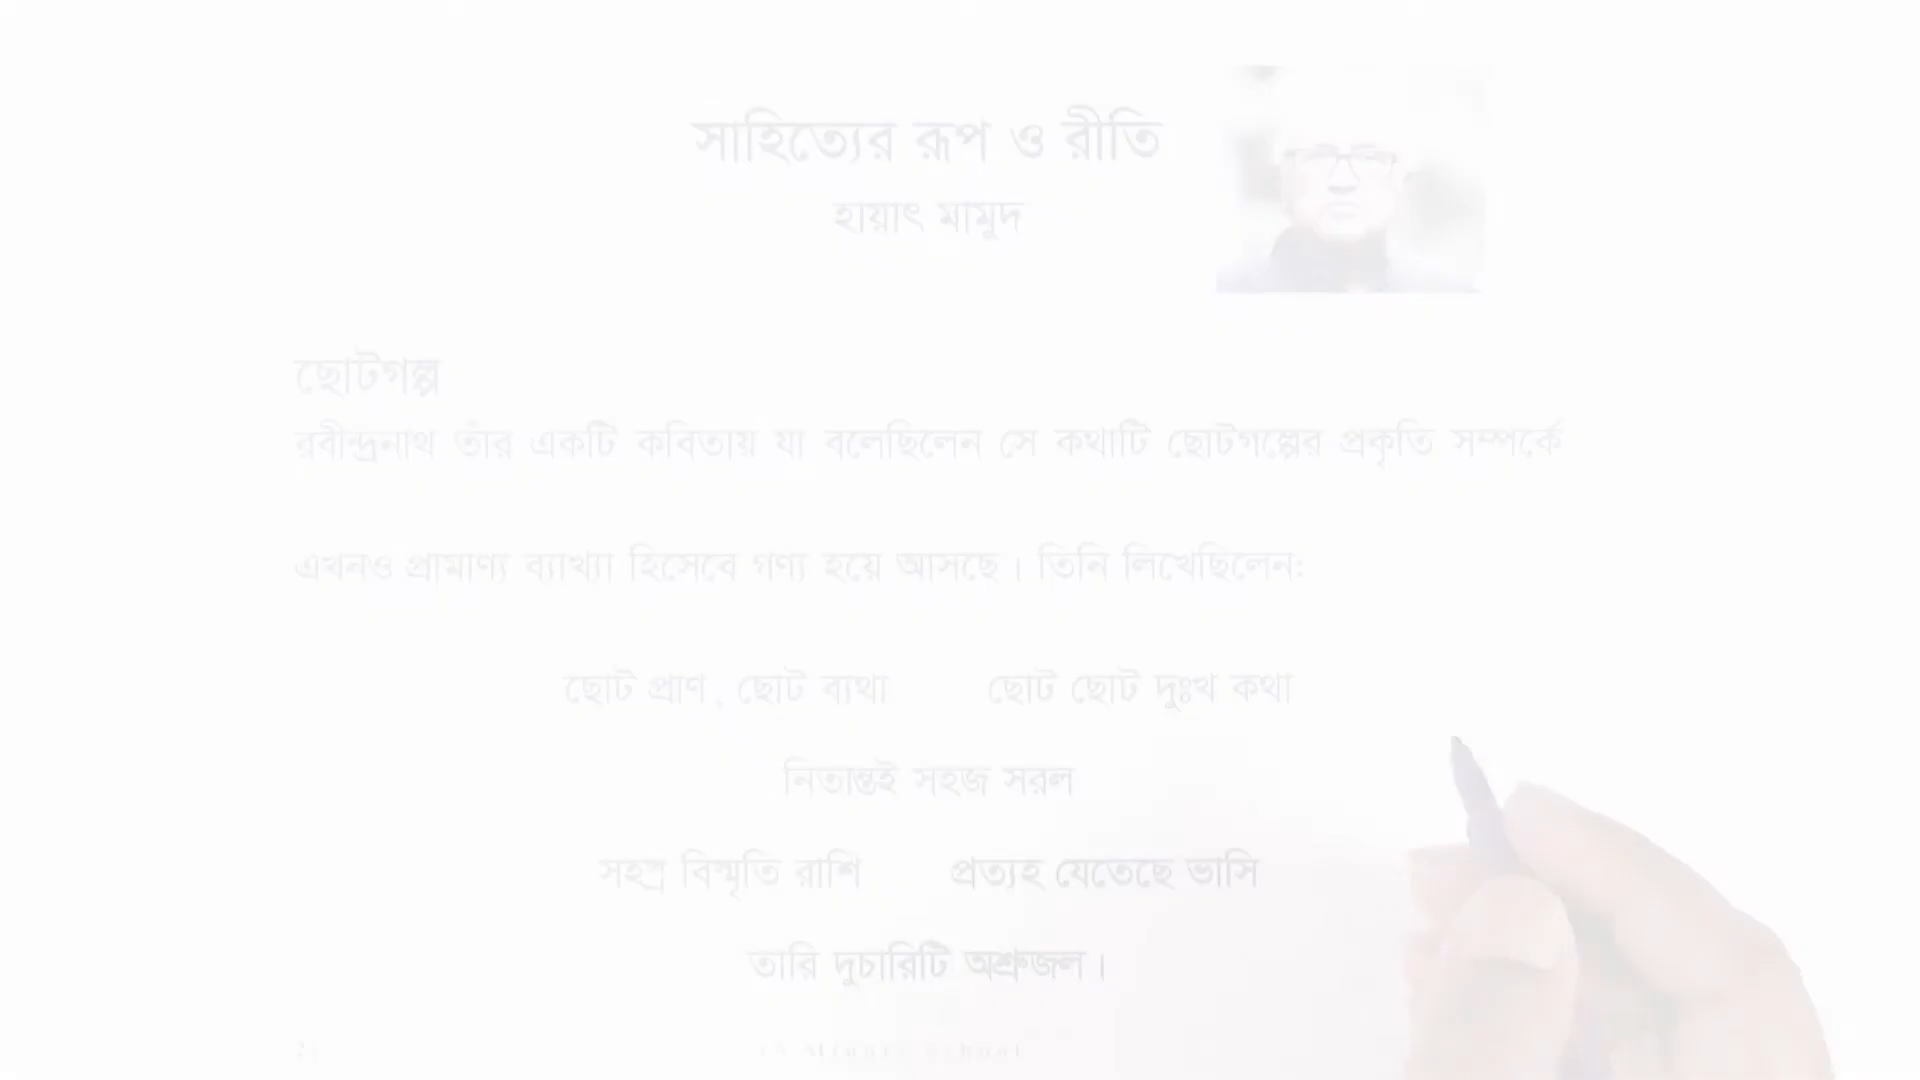 সাহিত্যের রূপ ও রীতি
হায়াৎ মামুদ
ছোটগল্প
রবীন্দ্রনাথ তাঁর একটি কবিতায় যা বলেছিলেন সে কথাটি ছোটগল্পের প্রকৃতি সম্পর্কে
এখনও প্রামাণ্য ব্যাখ্যা হিসেবে গণ্য হয়ে আসছে। তিনি লিখেছিলেন:
ছোট প্রাণ, ছোট ব্যথা ছোট ছোট দুঃখ কথা
নিতান্তই সহজ সরল
সহস্র বিস্মৃতি রাশি প্রত্যহ যেতেছে ভাসি
তারি দুচারিটি অশ্রুজল।
School